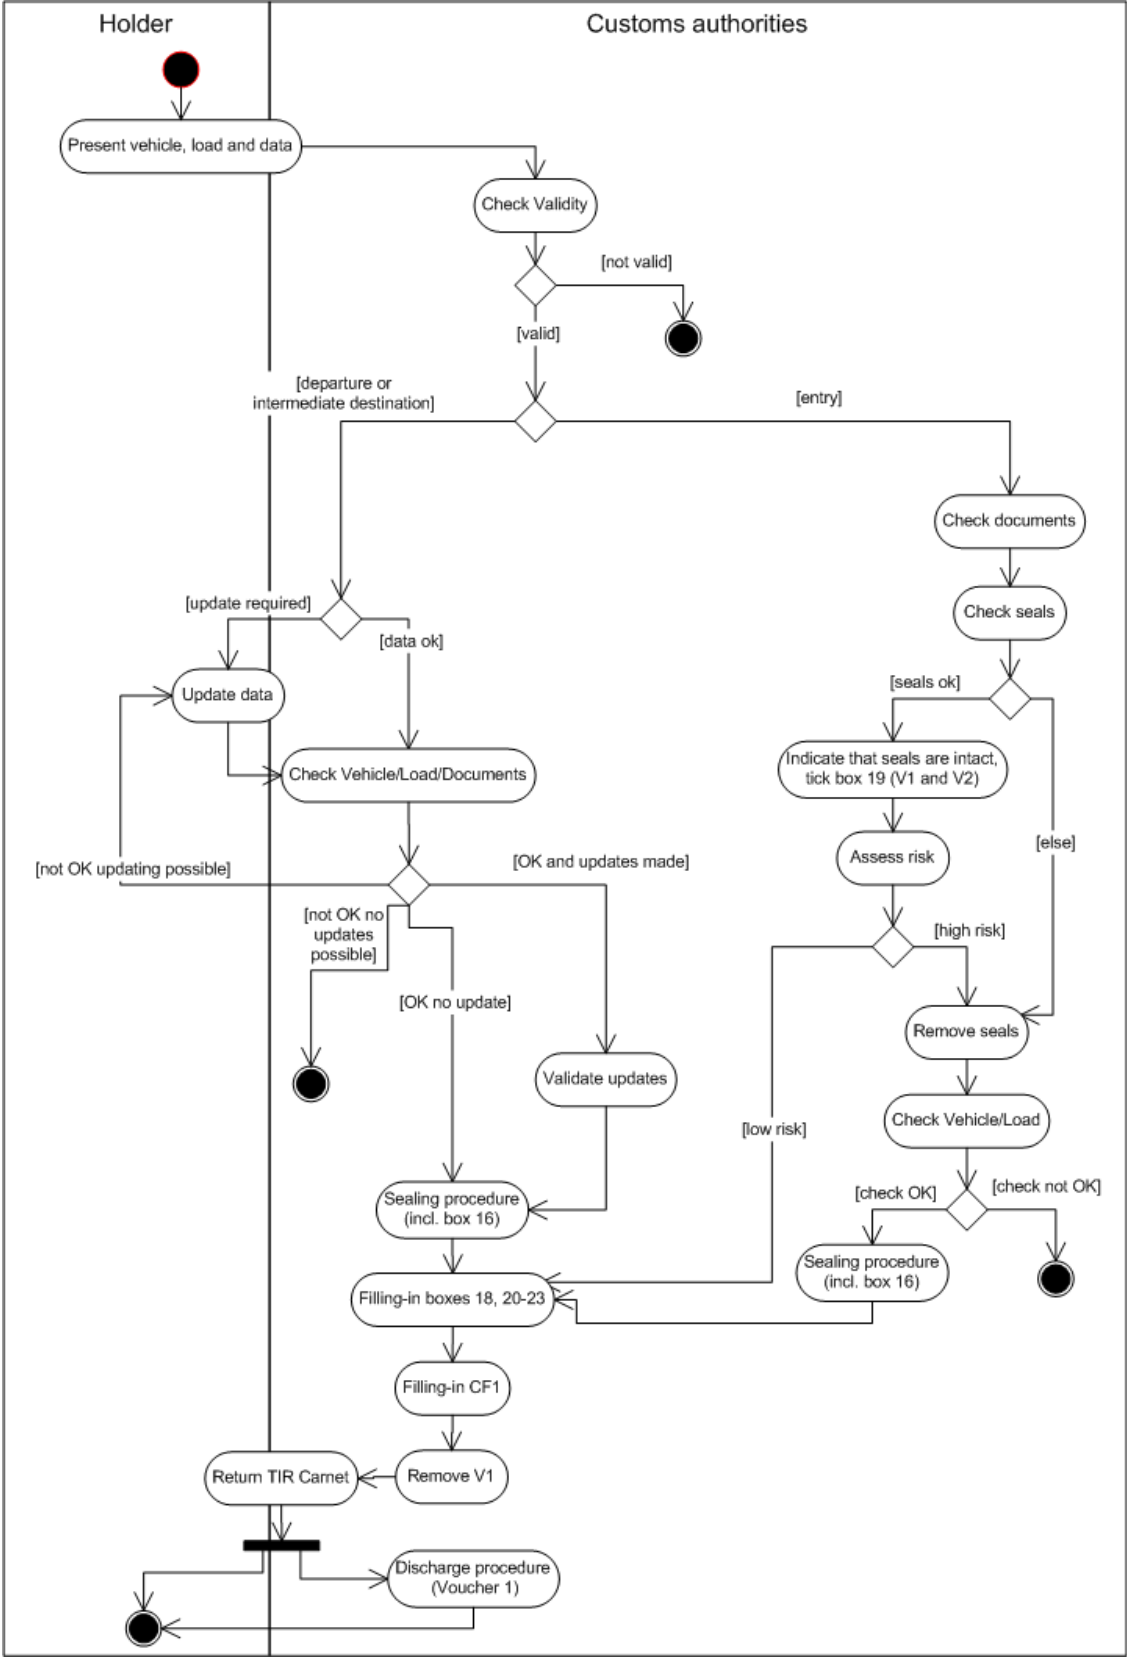 Holder
Customs authorities
Present vehicle, load and data
Check Validity
[not valid]
[valid]
[departure or
intermediate destination]
[entry]
Check documents
[update required]
[data ok]
Check seals
Update data
[seals ok]
Check Vehicle/Load/Documents
Indicate that seals are intact,
tick box 19 (V1 and V2)
[else]
Assess risk
[not OK updating possible]
[OK and updates made]
[not OK no
updates
possible]
[high risk]
[OK no update]
Remove seals
Validate updates
Check Vehicle/Load
[low risk]
[check OK]
[check not OK]
Sealing procedure
(incl. box 16)
Sealing procedure
(incl. box 16)
Filling-in boxes 18, 20-23
Filling-in CF1
Return TIR Carnet
Remove V1
Discharge procedure
(Voucher 1)